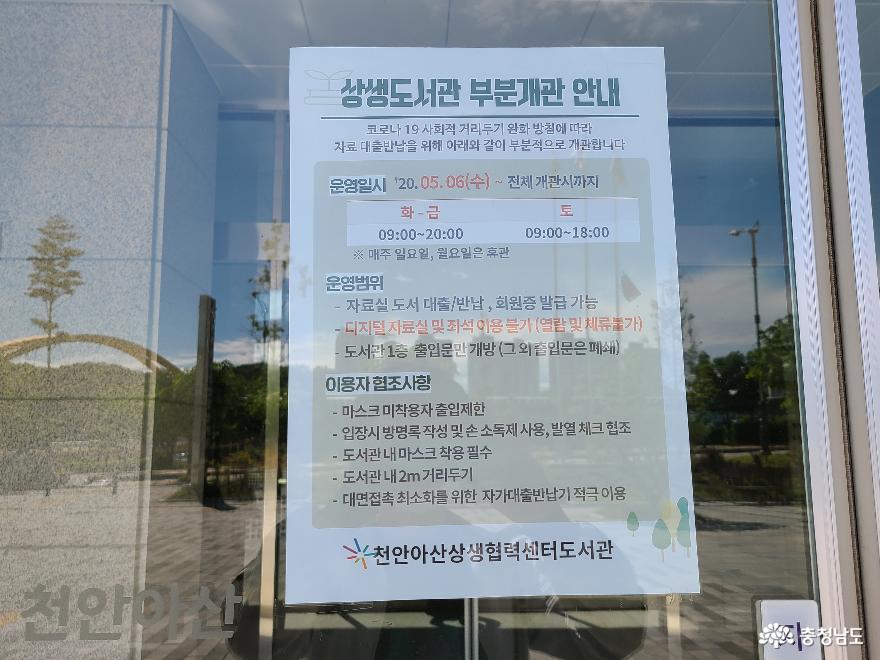 상생도서관 부분개관 안내
코로나 19 사회적 거리두기 완화 방침에 따라
자료 대출반납을 위해 아래와 같이 부분적으로 개관합니다
운영일시 '20. 05. 06(수) ~ 전체 개관시까지
화 - 금 토
09:00~20:00 09:00~18:00
※ 매주 일요일, 월요일은 휴관
운영범위
- 자료실 도서 대출/반납 , 회원증 발급 가능
- 디지털 자료실 및 좌석 이용 불가 (열람 및 체류불가)
- 도서관 1층 출입문만 개방 (그 외 출입문은 폐쇄)
이용자 협조사항
- 마스크 미착용자 출입제한
- 입장시 방명록 작성 및 손 소독제 사용, 발열 체크 협조
- 도서관 내 마스크 착용 필수
- 도서관 내 2m 거리두기
- 대면접촉 최소화를 위한 자가대출반납기 적극 이용
천안아산상생협력센터도서관
천안아산
충청남도